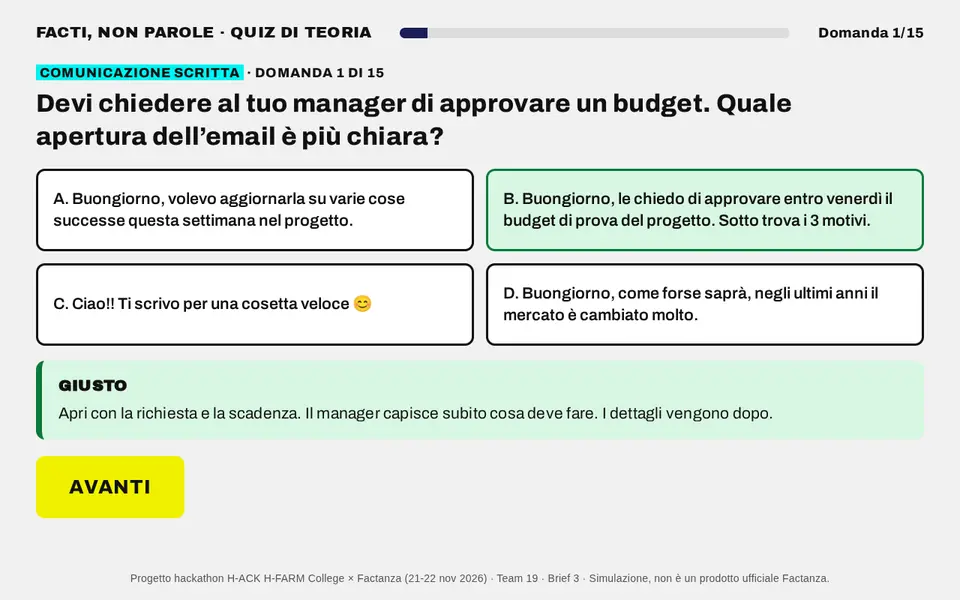 FACTI, NON PAROLE · QUIZ DI TEORIA
Domanda 1/15
COMUNICAZIONE SCRITTA · DOMANDA 1 DI 15
Devi chiedere al tuo manager di approvare un budget. Quale
apertura dell’email è più chiara?
A. Buongiorno, volevo aggiornarla su varie cose
successe questa settimana nel progetto.
B. Buongiorno, le chiedo di approvare entro venerdì il
budget di prova del progetto. Sotto trova i 3 motivi.
C. Ciao!! Ti scrivo per una cosetta veloce 😊
D. Buongiorno, come forse saprà, negli ultimi anni il
mercato è cambiato molto.
GIUSTO
Apri con la richiesta e la scadenza. Il manager capisce subito cosa deve fare. I dettagli vengono dopo.
AVANTI
Progetto hackathon H-ACK H-FARM College × Factanza (21-22 nov 2026) · Team 19 · Brief 3 · Simulazione, non è un prodotto ufficiale Factanza.